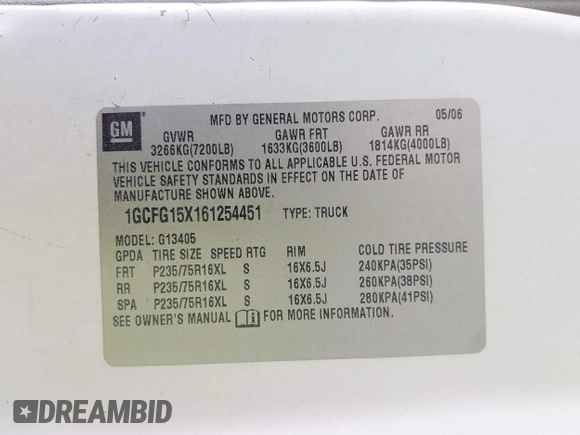 GM
MFD BY GENERAL MOTORS CORP. 05/06
GVWR GAWR FRT GAWR RR
3266KG(7200LB) 1633KG(3600LB) 1814KG(4000LB)
THIS VEHICLE CONFORMS TO ALL APPLICABLE U.S. FEDERAL MOTOR
VEHICLE SAFETY STANDARDS IN EFFECT ON THE DATE OF
MANUFACTURE SHOWN ABOVE.
1GCFG15X161254451 TYPE: TRUCK
MODEL: G13405
GPDA TIRE SIZE SPEED RTG RIM COLD TIRE PRESSURE
FRT P235/75R16XL S 16X6.5J 240KPA(35PSI)
RR P235/75R16XL S 16X6.5J 260KPA(38PSI)
SPA P235/75R16XL S 16X6.5J 280KPA(41PSI)
SEE OWNER'S MANUAL FOR MORE INFORMATION.
DREAMBID